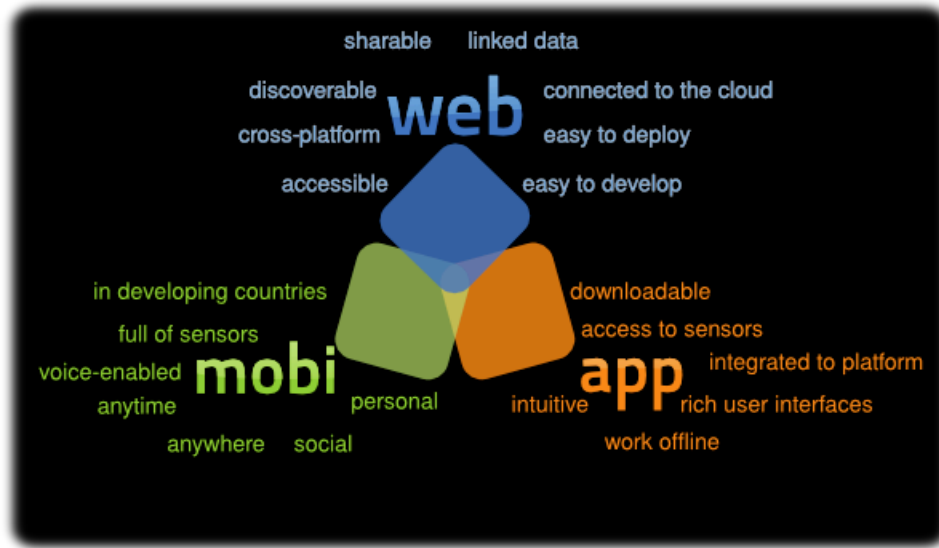 sharable linked data
discoverable web connected to the cloud
cross-platform easy to deploy
accessible easy to develop
in developing countries
full of sensors
voice-enabled mobi
anytime personal
anywhere social
downloadable
access to sensors
app integrated to platform
intuitive rich user interfaces
work offline